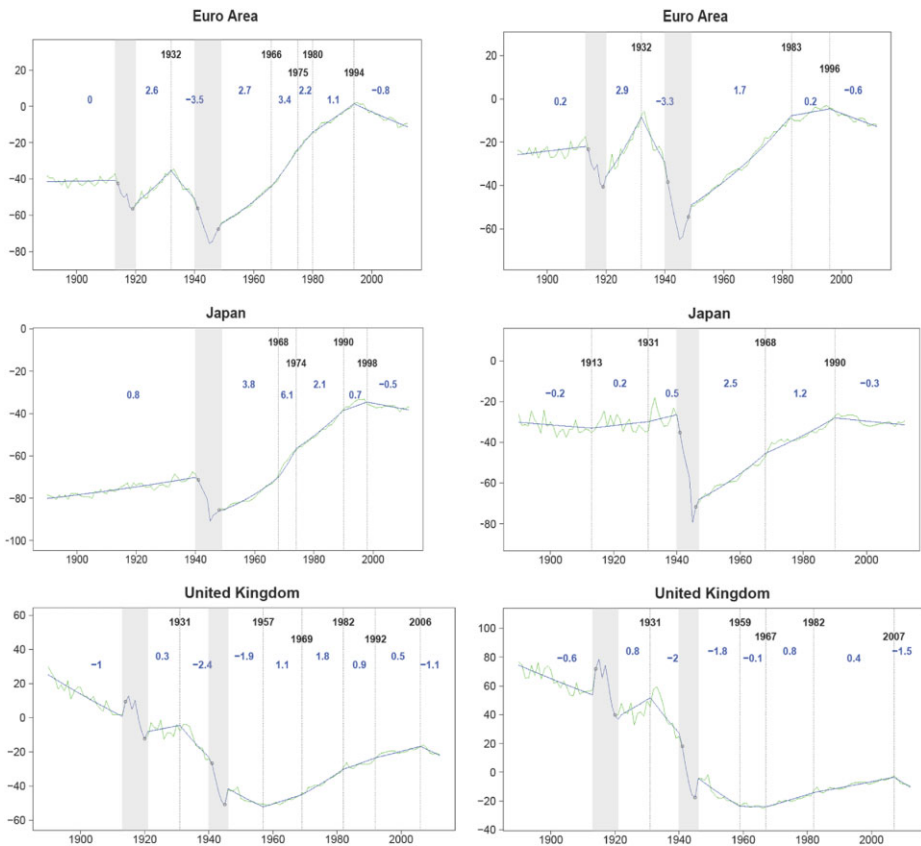 Euro Area
1932 1966 1980
1975 1994
0 2.6 −3.5 2.7 3.4 2.2 1.1 −0.8
20
0
−20
−40
−60
−80
1900 1920 1940 1960 1980 2000
Euro Area
1932 1983
1996
0.2 2.9 −3.3 1.7 0.2 −0.6
20
0
−20
−40
−60
−80
1900 1920 1940 1960 1980 2000
Japan
1968 1990
1974 1998
0.8 3.8 6.1 2.1 0.7 −0.5
0
−20
−40
−60
−80
−100
1900 1920 1940 1960 1980 2000
Japan
1931 1968
1913 1990
−0.2 0.2 0.5 2.5 1.2 −0.3
0
−20
−40
−60
−80
1900 1920 1940 1960 1980 2000
United Kingdom
1931 1957 1982 2006
1969 1992
−1 0.3 −2.4 −1.9 1.1 1.8 0.9 0.5 −1.1
60
40
20
0
−20
−40
−60
1900 1920 1940 1960 1980 2000
United Kingdom
1931 1959 1982 2007
1967
−0.6 0.8 −2 −1.8 −0.1 0.8 0.4 −1.5
100
80
60
40
20
0
−20
−40
1900 1920 1940 1960 1980 2000